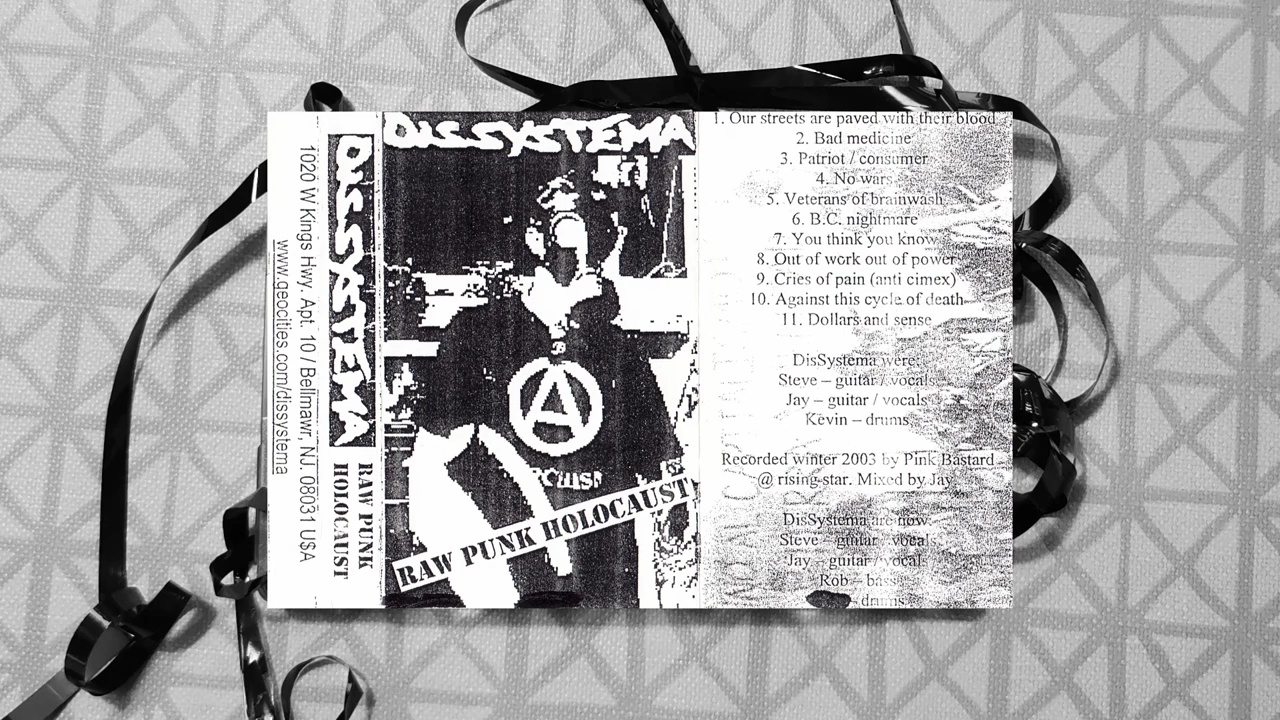 1020 W Kings Hwy. Apt. 10 / Bellmawr, NJ. 08031 USA
www.geocities.com/dissystema
DISSYSTEMA
RAW PUNK
HOLOCAUST
DISSYSTEMA
A
RAW PUNK HOLOCAUST
1. Our streets are paved with their blood
2. Bad medicine
3. Patriot / consumer
4. No wars
5. Veterans of brainwash
6. B.C. nightmare
7. You think you know
8. Out of work out of power
9. Cries of pain (anti cimex)
10. Against this cycle of death
11. Dollars and sense
DisSystema were:
Steve – guitar / vocals
Jay – guitar / vocals
Kevin – drums
Recorded winter 2003 by Pink Bastard
@ rising star. Mixed by Jay
DisSystema are now
Steve – guitar / vocals
Jay – guitar / vocals
Rob – bass
– drums